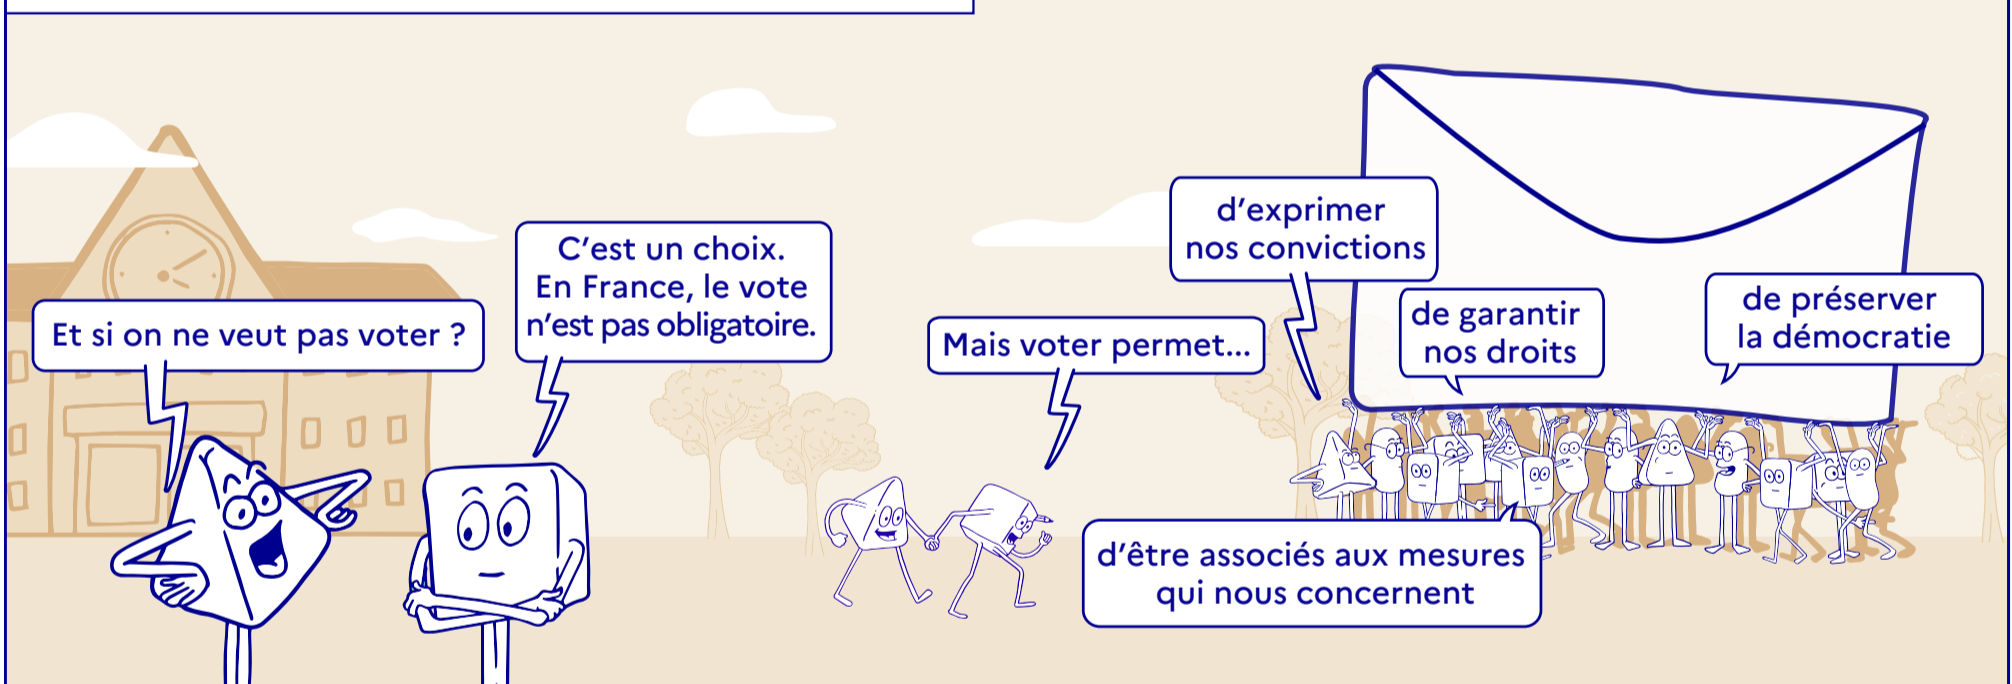 Et si on ne veut pas voter ?
C'est un choix.
En France, le vote
n'est pas obligatoire.
Mais voter permet...
d'exprimer
nos convictions
de garantir
nos droits
de préserver
la démocratie
d'être associés aux mesures
qui nous concernent